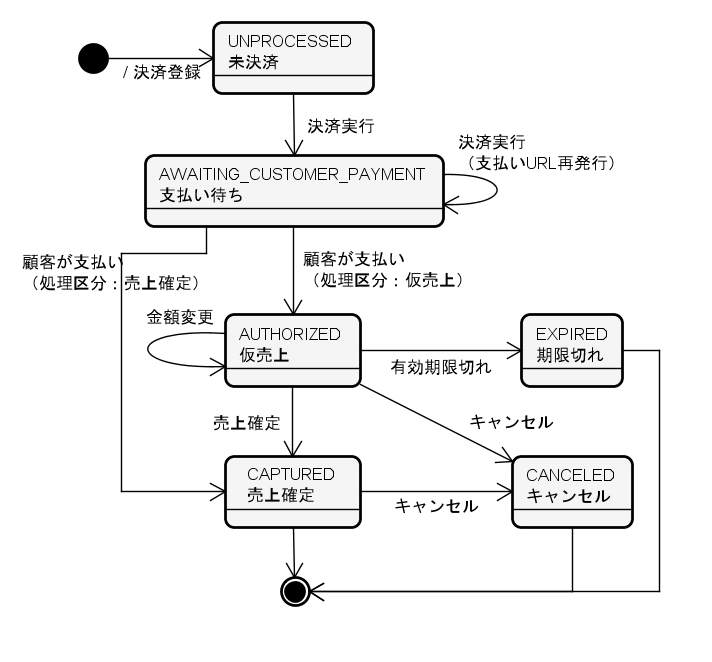 UNPROCESSED
未決済
/ 決済登録
決済実行
AWAITING_CUSTOMER_PAYMENT
支払い待ち
決済実行
（支払いURL再発行）
顧客が支払い
（処理区分：売上確定）
顧客が支払い
（処理区分：仮売上）
金額変更
AUTHORIZED
仮売上
EXPIRED
期限切れ
有効期限切れ
売上確定
キャンセル
CAPTURED
売上確定
CANCELED
キャンセル
キャンセル